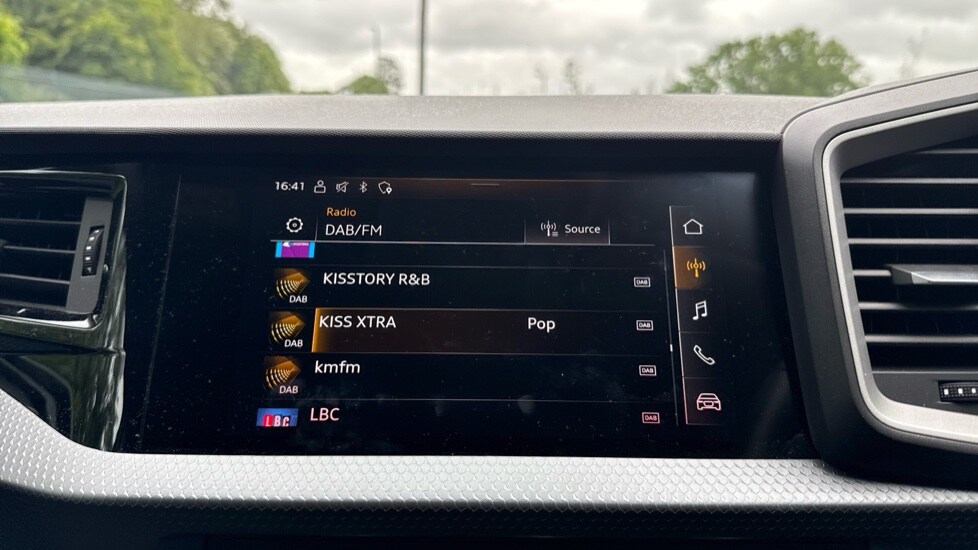 16:41
Radio
DAB/FM
Source
KISSTORY R&B
DAB
DAB
KISS XTRA
Pop
DAB
DAB
kmfm
DAB
DAB
LBC
LBC
DAB